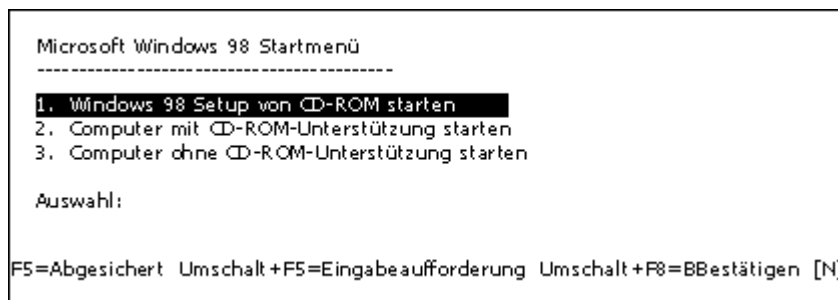 Microsoft Windows 98 Startmenü
-------------------------------------------
1. Windows 98 Setup von CD-ROM starten
2. Computer mit CD-ROM-Unterstützung starten
3. Computer ohne CD-ROM-Unterstützung starten
Auswahl:
F5=Abgesichert Umschalt+F5=Eingabeaufforderung Umschalt+F8=BBestätigen [N]